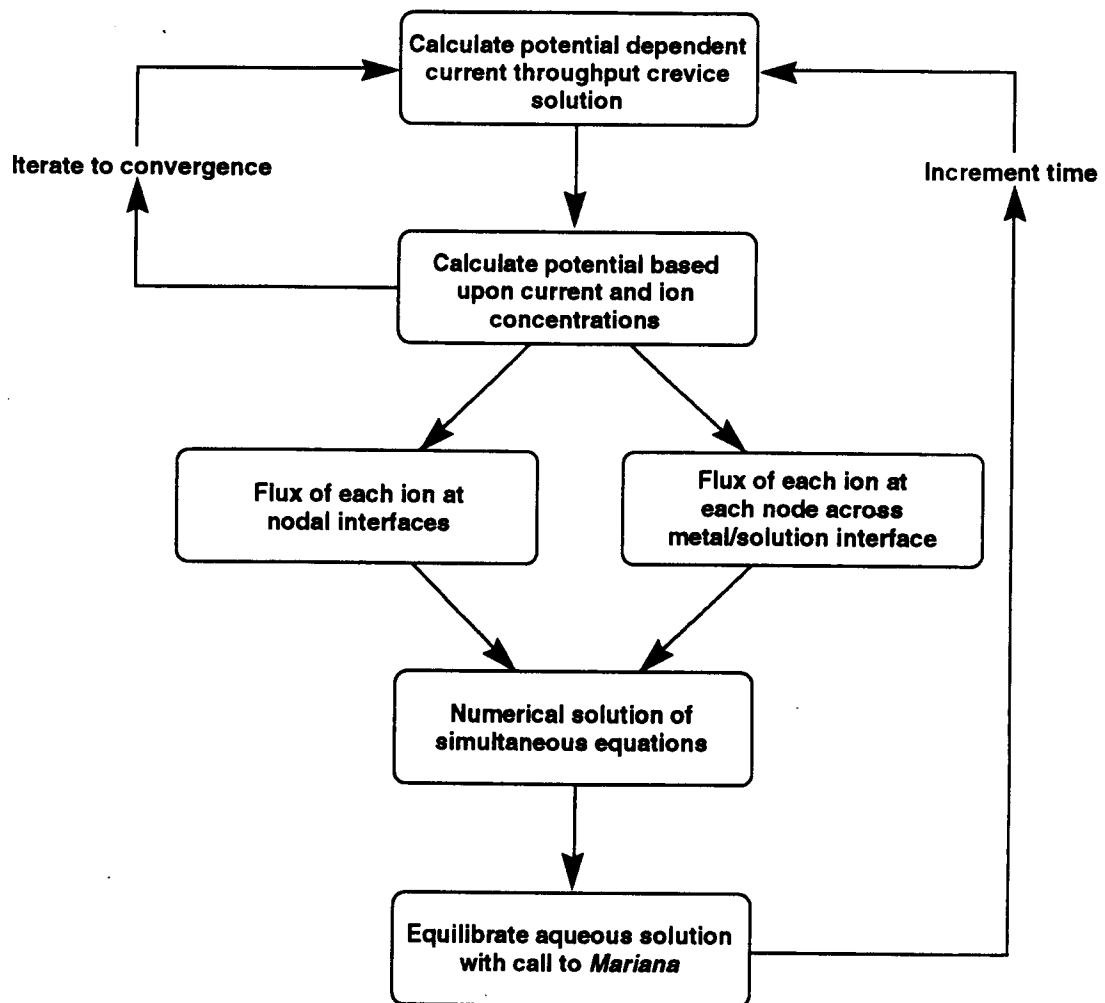 Calculate potential dependent
current throughput crevice
solution
Iterate to convergence
Increment time
Calculate potential based
upon current and ion
concentrations
Flux of each ion at
nodal interfaces
Flux of each ion at
each node across
metal/solution interface
Numerical solution of
simultaneous equations
Equilibrate aqueous solution
with call to Mariana